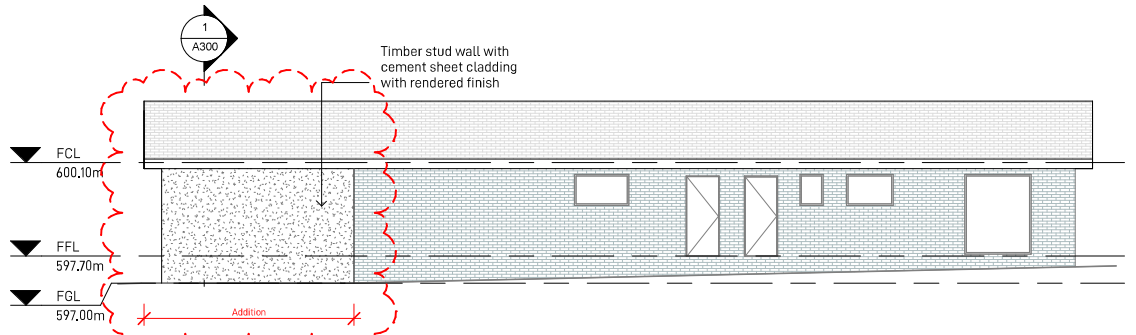 1
A300
Timber stud wall with
cement sheet cladding
with rendered finish
FCL
600.10m
FFL
597.70m
FGL
597.00m
Addition